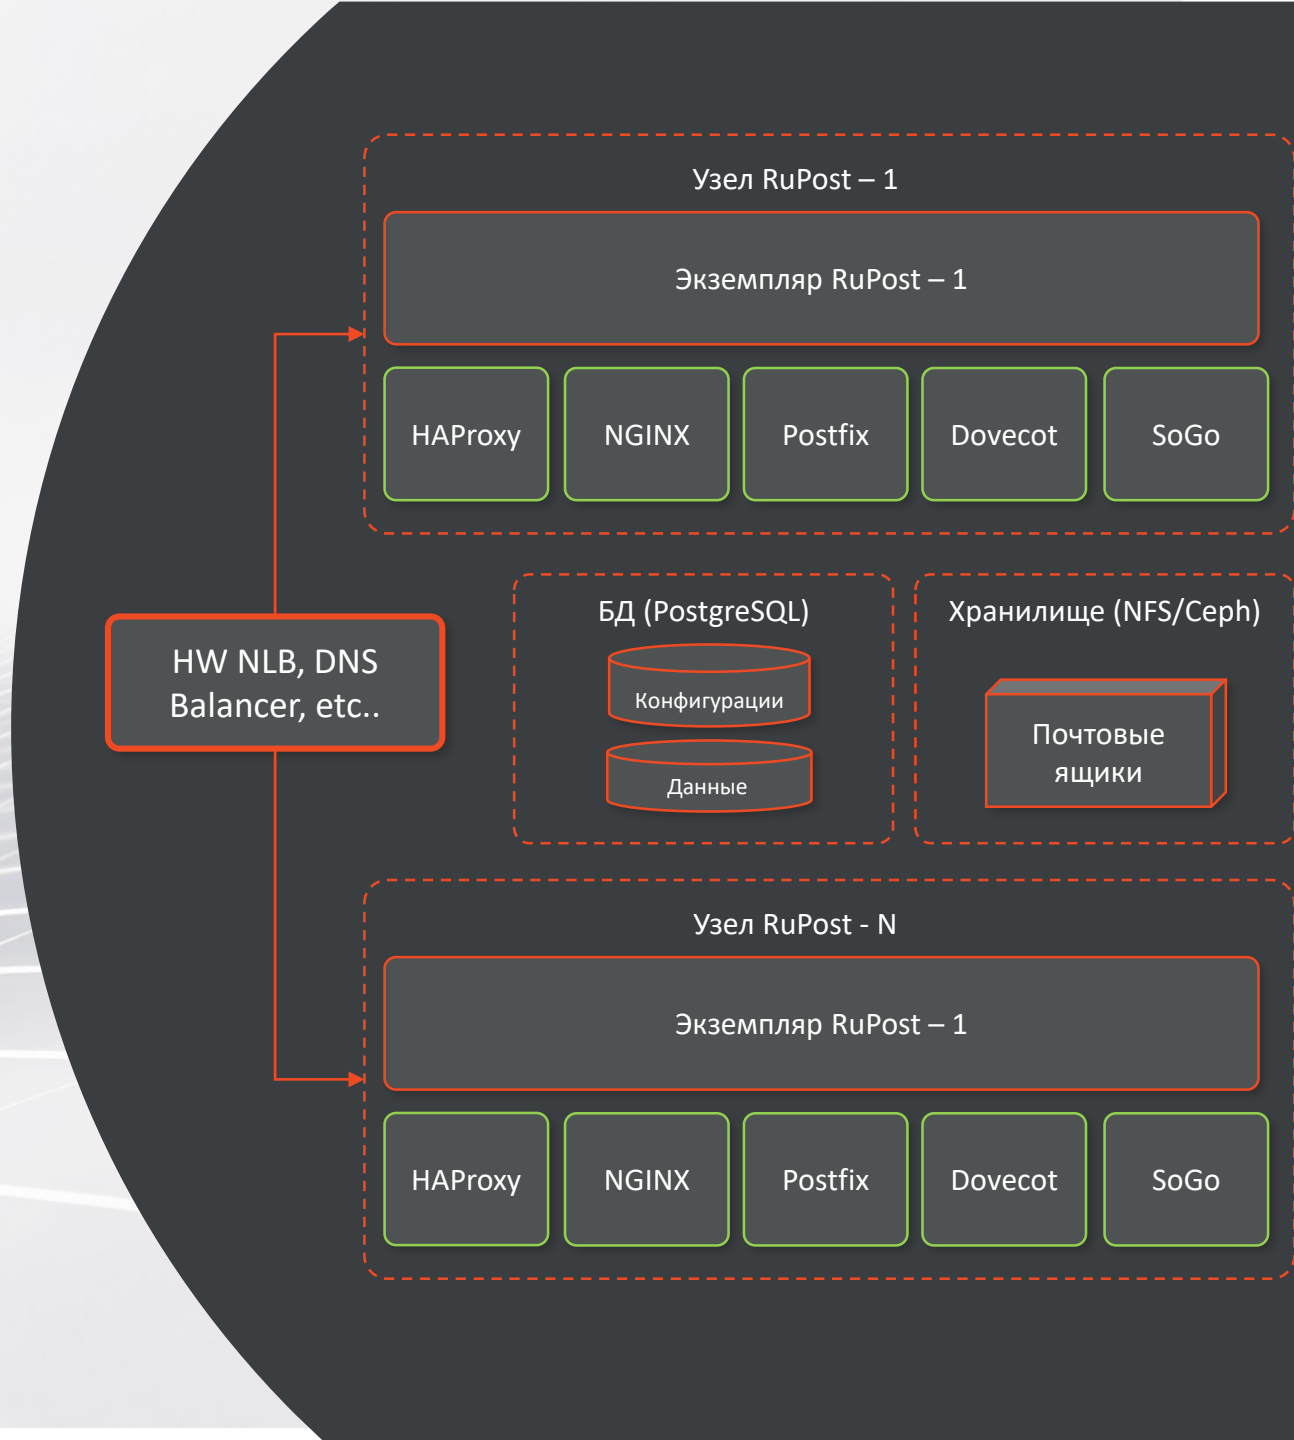 Узел RuPost – 1
Экземпляр RuPost – 1
HAProxy
NGINX
Postfix
Dovecot
SoGo
HW NLB, DNS
Balancer, etc..
БД (PostgreSQL)
Конфигурации
Данные
Хранилище (NFS/Ceph)
Почтовые
ящики
Узел RuPost - N
Экземпляр RuPost – 1
HAProxy
NGINX
Postfix
Dovecot
SoGo